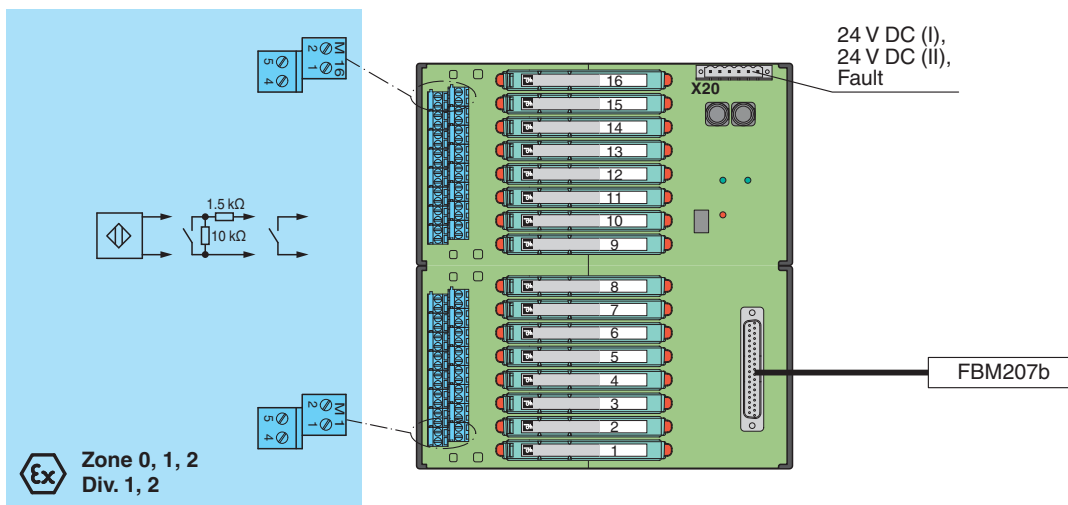 24 V DC (I),
24 V DC (II),
Fault
X20
M 16
2 1
5 4
16
15
14
13
12
11
10
9
1.5 kΩ
10 kΩ
8
7
6
5
4
3
2
1
FBM207b
M 1
2 1
5 4
Ex
Zone 0, 1, 2
Div. 1, 2